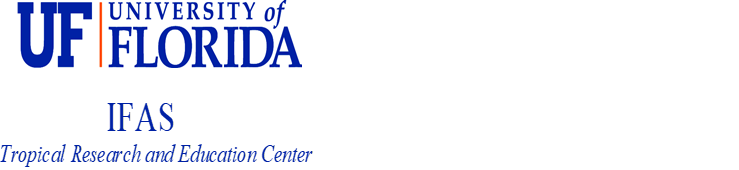 UF UNIVERSITY of
FLORIDA
IFAS
Tropical Research and Education Center